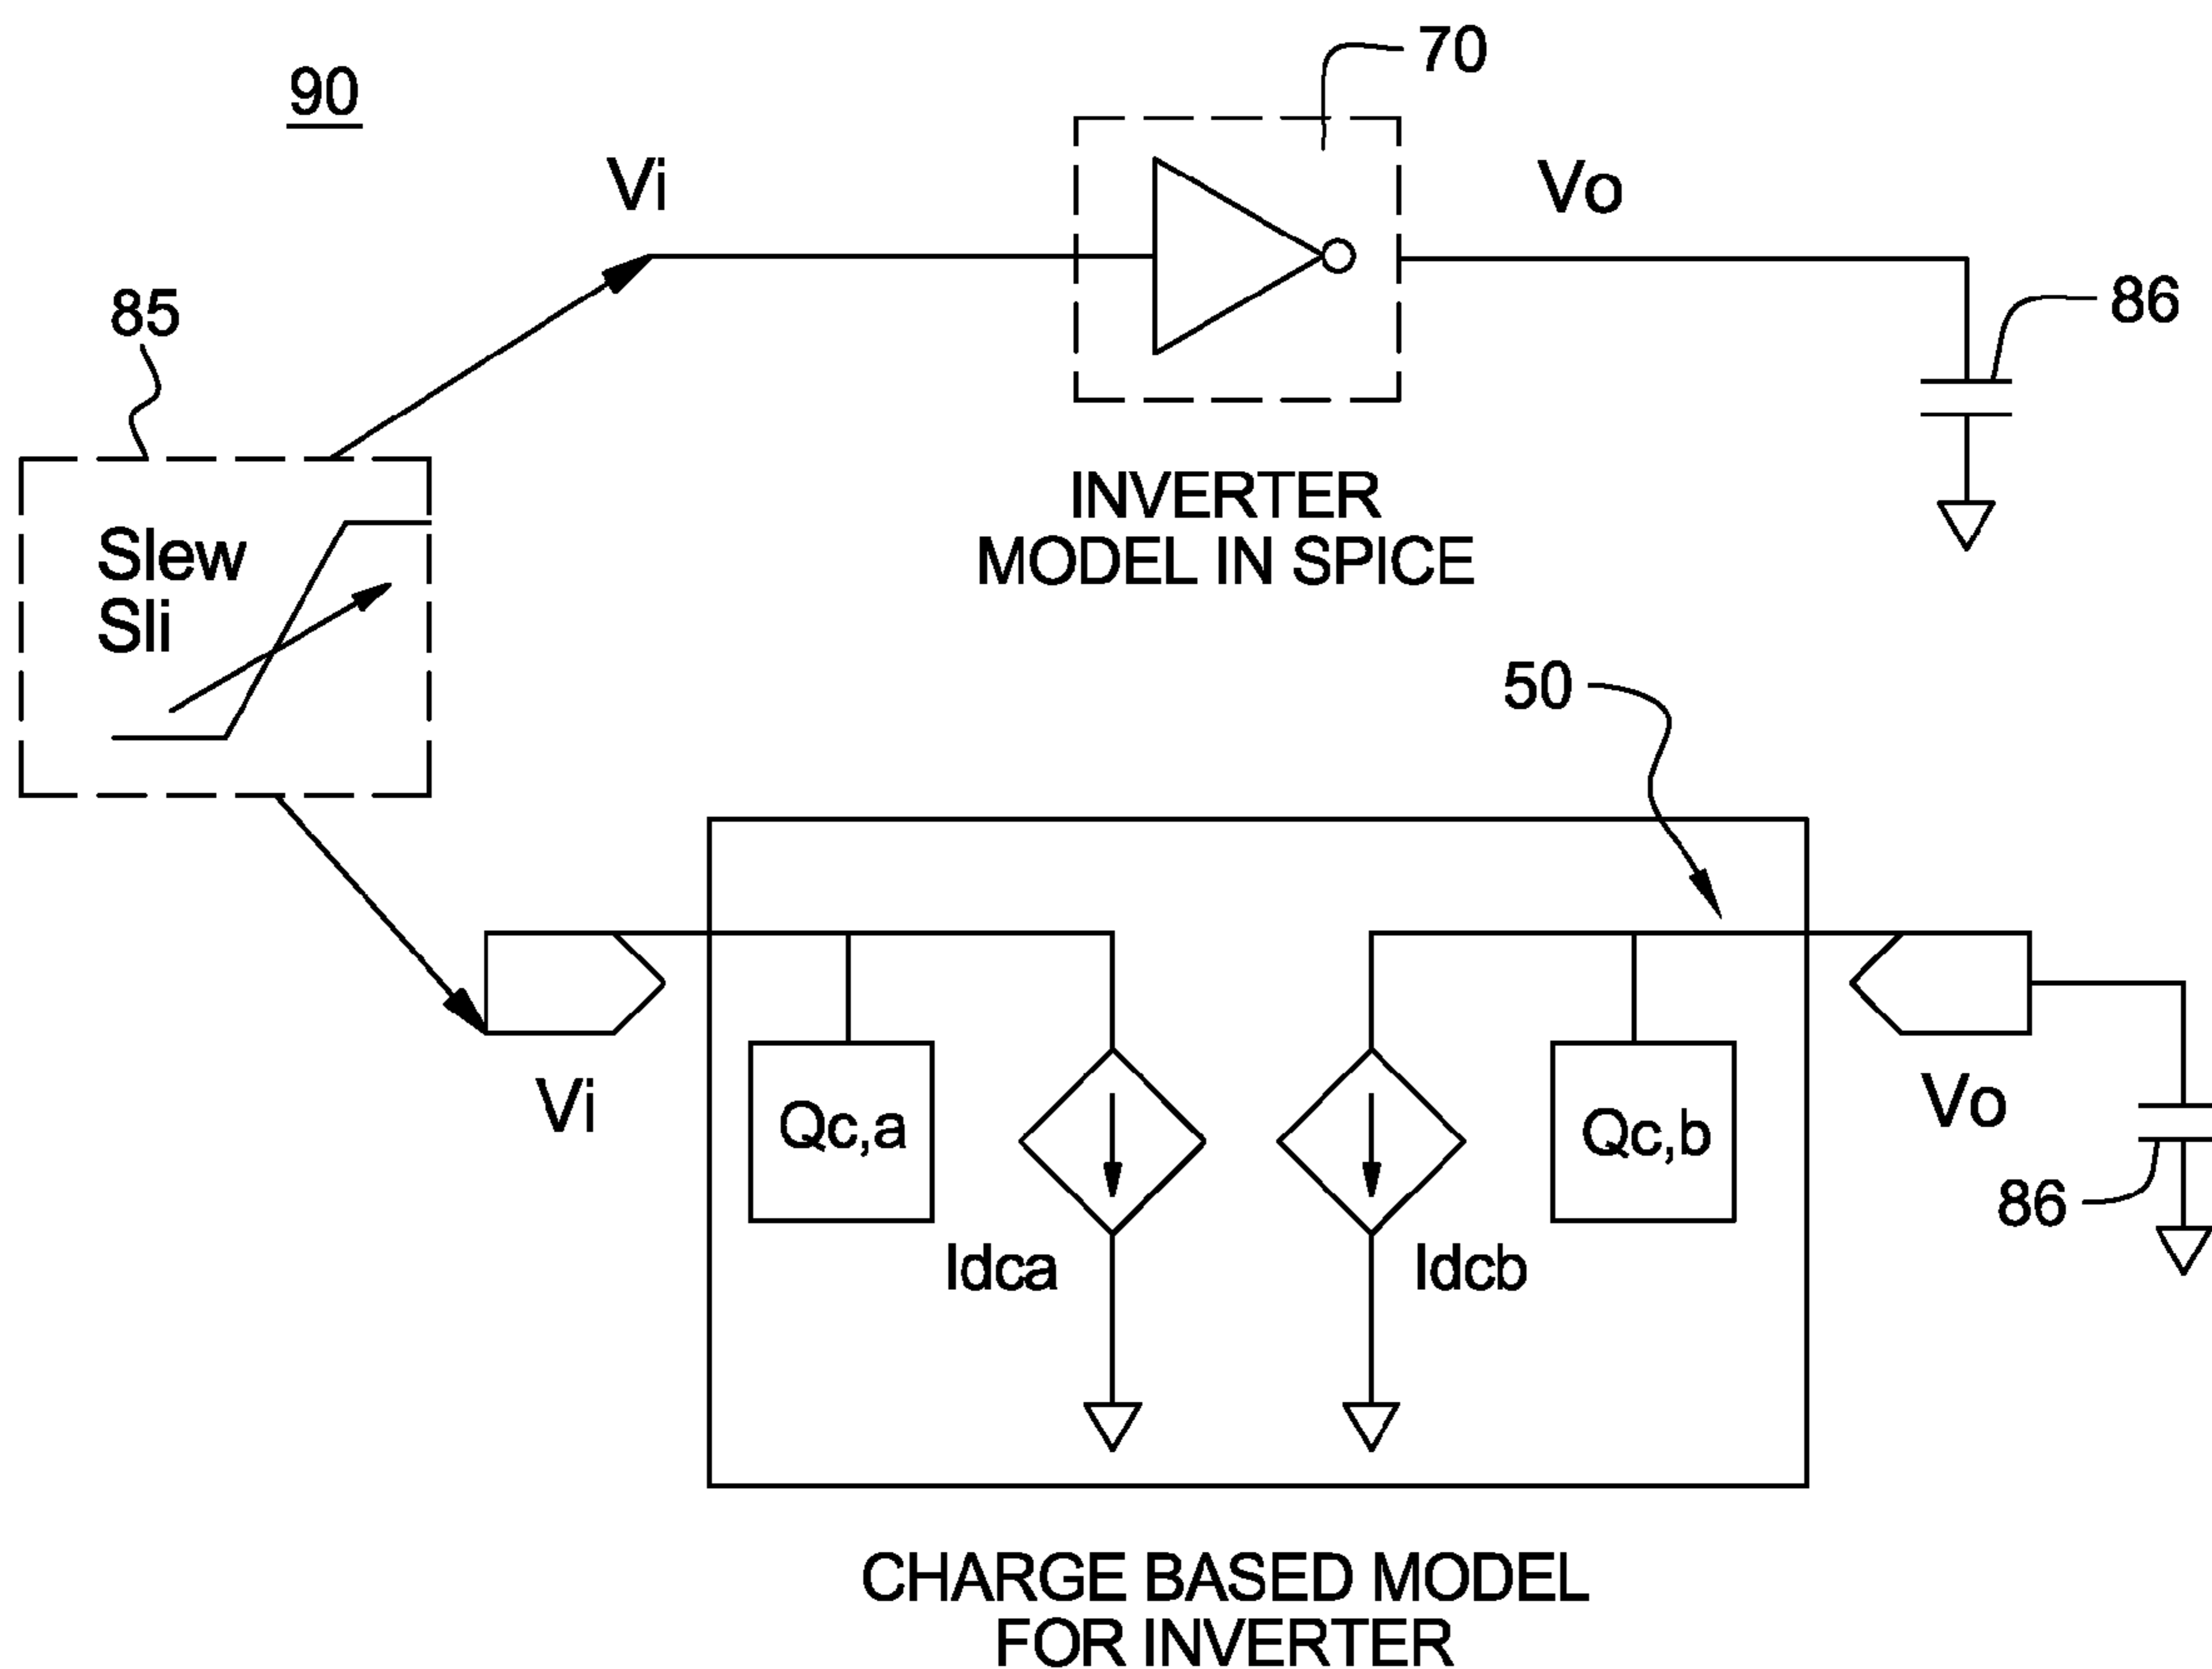 90
70
Vi
Vo
85
86
Slew
Sli
INVERTER
MODEL IN SPICE
50
Vi
Qc,a
Qc,b
Vo
86
Idca
Idcb
CHARGE BASED MODEL
FOR INVERTER